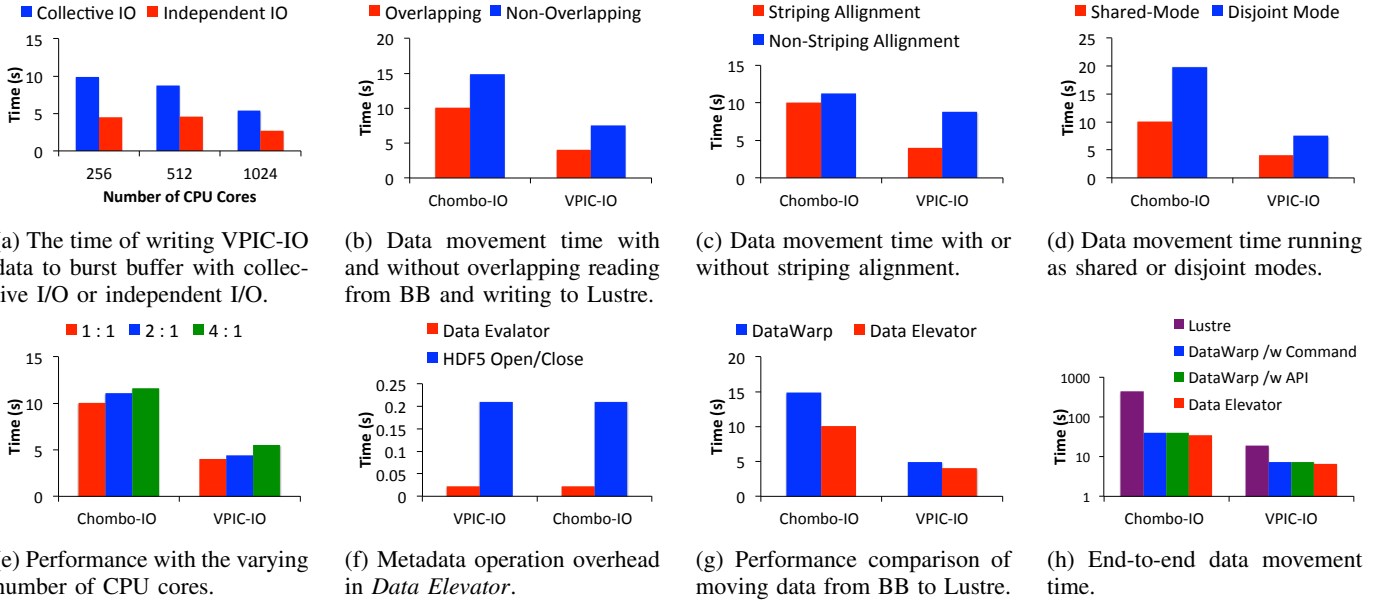 Collective IO Independent IO
15
10
5
0
Time (s)
256 512 1024
Number of CPU Cores
(a) The time of writing VPIC-IO
data to burst buffer with collec-
tive I/O or independent I/O.
Overlapping Non-Overlapping
20
15
10
5
0
Time (s)
Chombo-IO VPIC-IO
(b) Data movement time with
and without overlapping reading
from BB and writing to Lustre.
Striping Allignment
Non-Striping Allignment
15
10
5
0
Time (s)
Chombo-IO VPIC-IO
(c) Data movement time with or
without striping alignment.
Shared-Mode Disjoint Mode
25
20
15
10
5
0
Time (s)
Chombo-IO VPIC-IO
(d) Data movement time running
as shared or disjoint modes.
1 : 1 2 : 1 4 : 1
15
10
5
0
Time (s)
Chombo-IO VPIC-IO
(e) Performance with the varying
number of CPU cores.
Data Evalator
HDF5 Open/Close
0.25
0.2
0.15
0.1
0.05
0
Time (s)
VPIC-IO Chombo-IO
(f) Metadata operation overhead
in Data Elevator.
DataWarp Data Elevator
20
15
10
5
0
Time (s)
Chombo-IO VPIC-IO
(g) Performance comparison of
moving data from BB to Lustre.
Lustre
DataWarp /w Command
DataWarp /w API
Data Elevator
1000
100
10
1
Time (s)
Chombo-IO VPIC-IO
(h) End-to-end data movement
time.